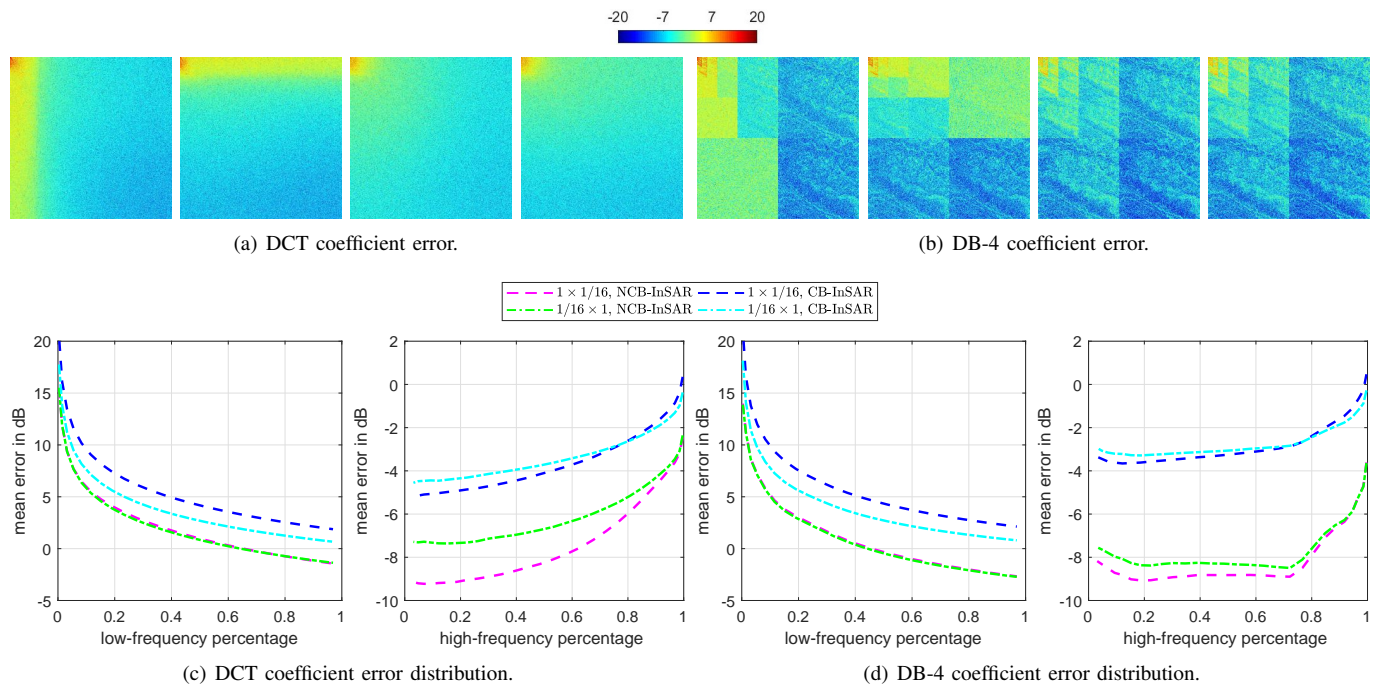 -20 -7 7 20
(a) DCT coefficient error.
(b) DB-4 coefficient error.
1 × 1/16, NCB-InSAR 1 × 1/16, CB-InSAR
1/16 × 1, NCB-InSAR 1/16 × 1, CB-InSAR
mean error in dB
20
15
10
5
0
-5
0 0.2 0.4 0.6 0.8 1
low-frequency percentage
mean error in dB
2
0
-2
-4
-6
-8
-10
0 0.2 0.4 0.6 0.8 1
high-frequency percentage
(c) DCT coefficient error distribution.
mean error in dB
20
15
10
5
0
-5
0 0.2 0.4 0.6 0.8 1
low-frequency percentage
mean error in dB
2
0
-2
-4
-6
-8
-10
0 0.2 0.4 0.6 0.8 1
high-frequency percentage
(d) DB-4 coefficient error distribution.